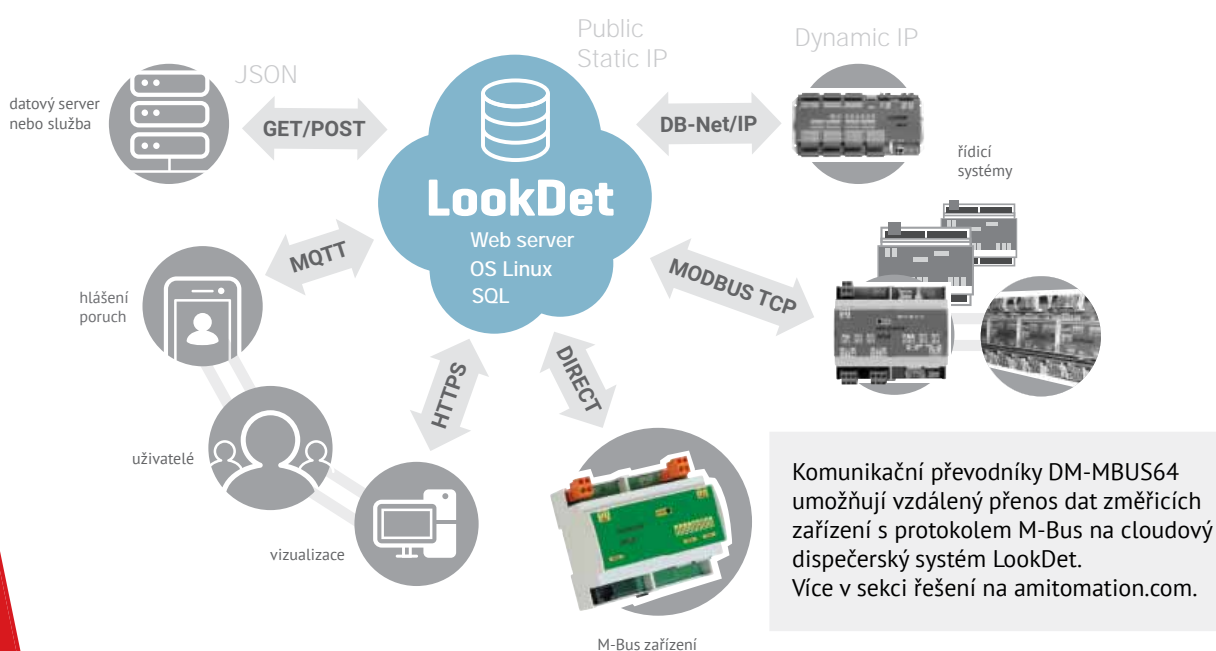 Public
Static IP
Dynamic IP
JSON
datový server
nebo služba
GET/POST
DB-Net/IP
řídicí
systémy
LookDet
Web server
OS Linux
SQL
MQTT
MODBUS TCP
hlášení
poruch
HTTPS
DIRECT
uživatelé
vizualizace
Komunikační převodníky DM-MBUS64
umožňují vzdálený přenos dat změřicích
zařízení s protokolem M-Bus na cloudový
dispečerský systém LookDet.
Více v sekci řešení na amitomation.com.
M-Bus zařízení